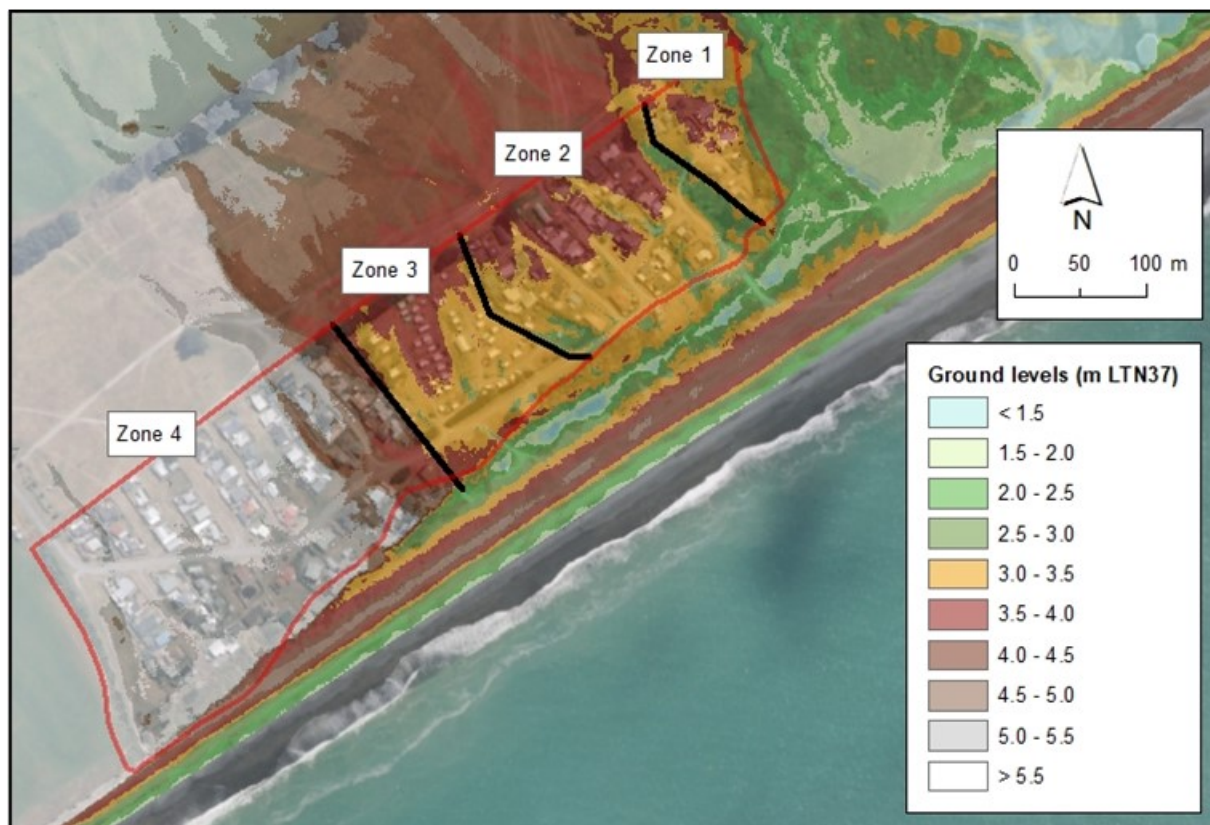 Zone 1
Zone 2
Zone 3
Zone 4
N
0 50 100 m
Ground levels (m LTN37)
< 1.5
1.5 - 2.0
2.0 - 2.5
2.5 - 3.0
3.0 - 3.5
3.5 - 4.0
4.0 - 4.5
4.5 - 5.0
5.0 - 5.5
> 5.5